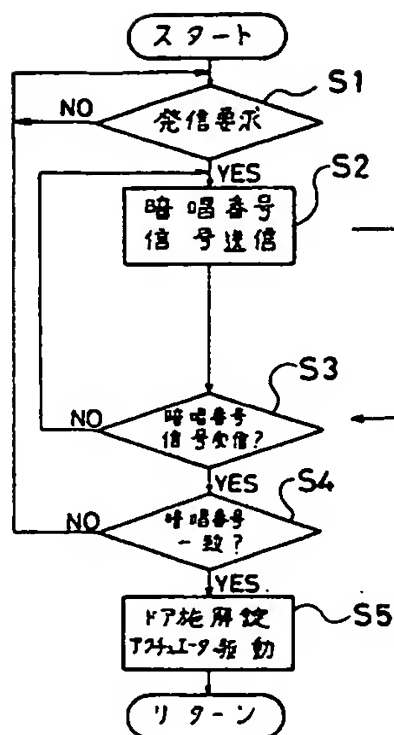 スタート
S1
NO
発信要求
YES
S2
暗唱番号
信号送信
S3
NO
暗唱番号
信号受信?
YES
S4
NO
暗唱番号
一致?
YES
S5
ドア施解錠
アクチュエータ駆動
リターン